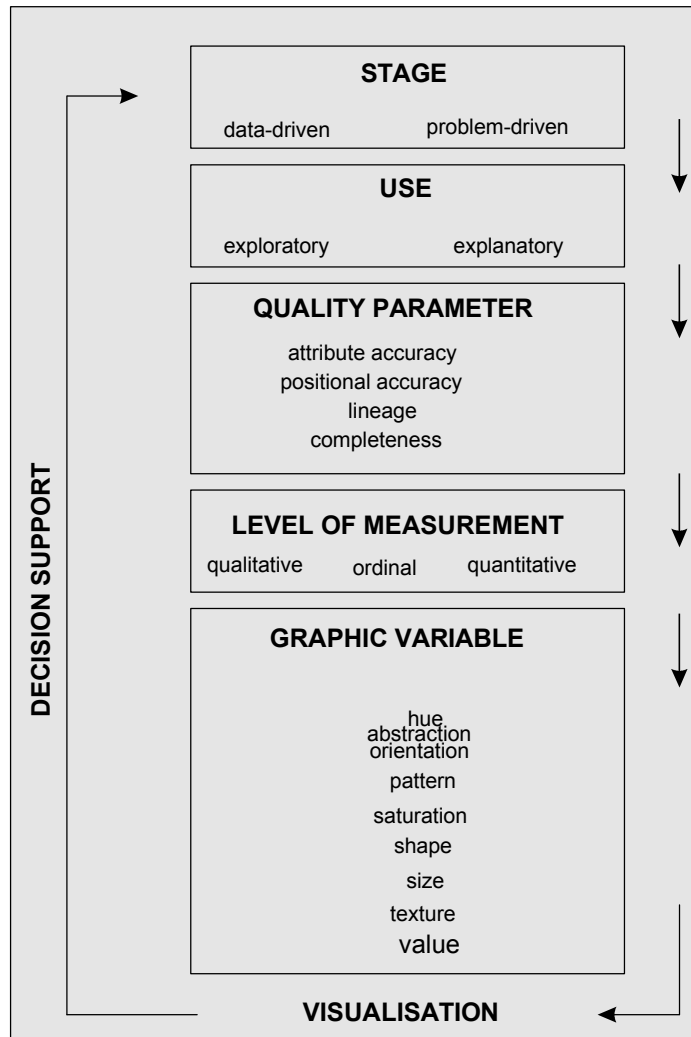 STAGE
data-driven problem-driven
USE
exploratory explanatory
QUALITY PARAMETER
attribute accuracy
positional accuracy
lineage
completeness
LEVEL OF MEASUREMENT
qualitative ordinal quantitative
GRAPHIC VARIABLE
hue
abstraction
orientation
pattern
saturation
shape
size
texture
value
VISUALISATION
DECISION SUPPORT